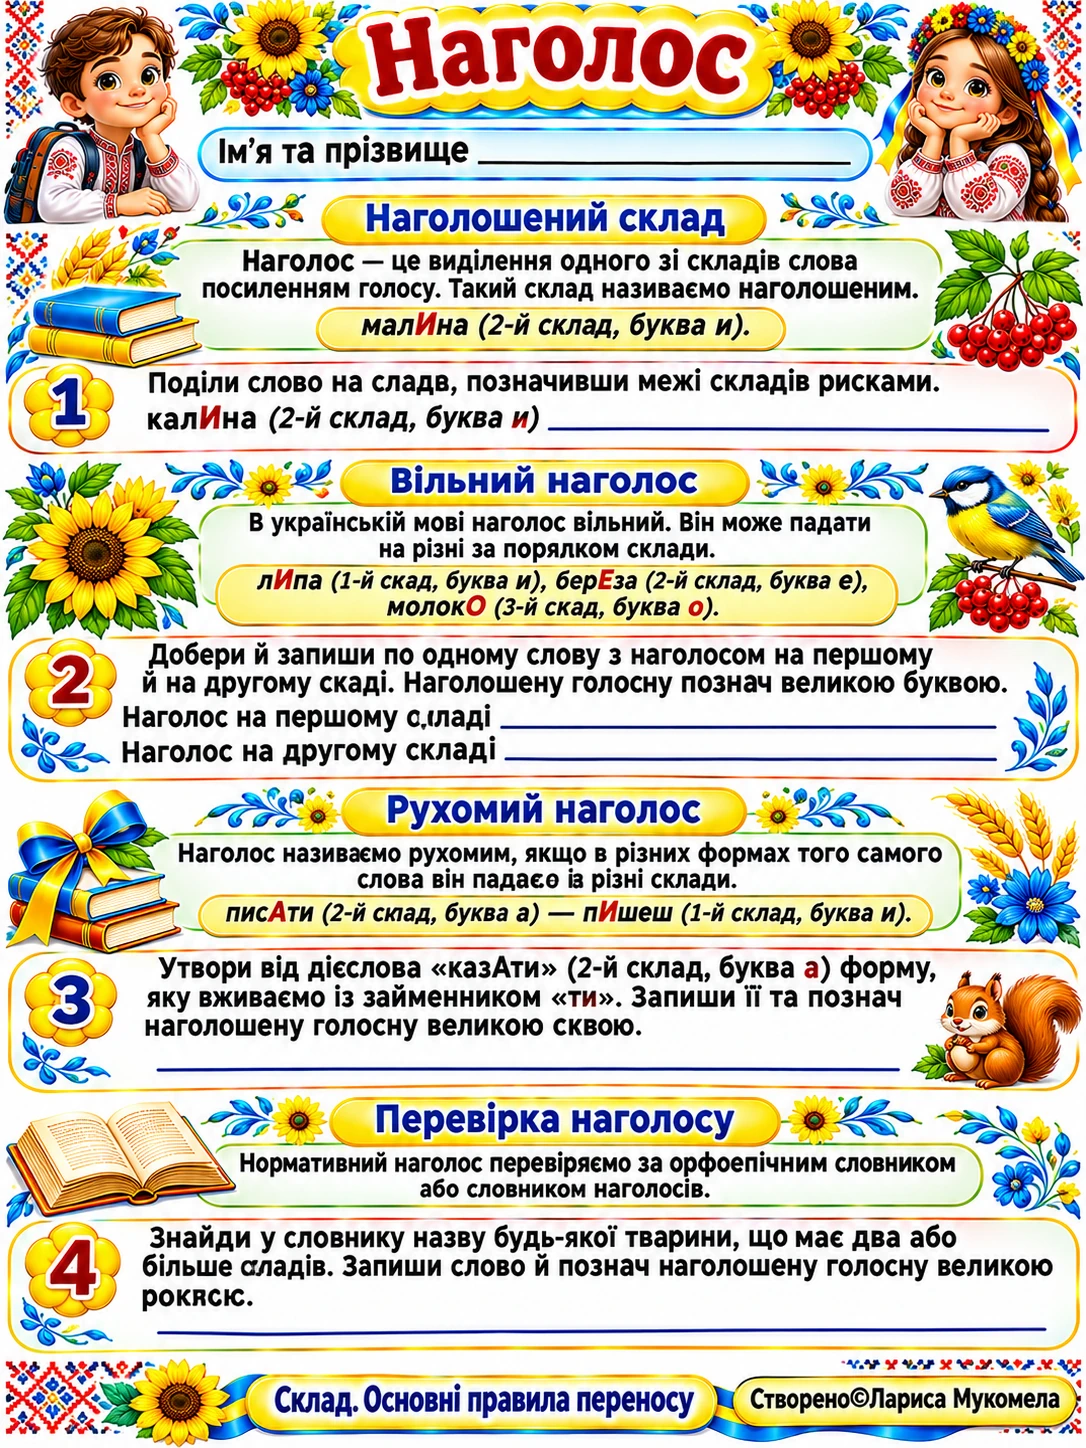 Наголос
Ім’я та прізвище
Наголошений склад
Наголос — це виділення одного зі складів слова
посиленням голосу. Такий склад називаємо наголошеним.
малИна (2-й склад, буква и).
1
Поділи слово на сладв, позначивши межі складів рисками.
калИна (2-й склад, буква и)
Вільний наголос
В українській мові наголос вільний. Він може падати
на різні за порялком склади.
лИпа (1-й скад, буква и), берЕза (2-й склад, буква е),
молокО (3-й скад, буква о).
2
Добери й запиши по одному слову з наголосом на першому
й на другому скаді. Наголошену голосну познач великою буквою.
Наголос на першому
Наголос на другому складі
Рухомий наголос
Наголос називаємо рухомим, якщо в різних формах того самого
слова він різні склади.
писАти (2-й склад, буква а) — пИшеш (1-й склад, буква и).
3
Утвори від дієслова «казАти» (2-й склад, буква а) форму,
яку вживаємо із займенником «ти». Запиши її та познач
наголошену голосну великою сквою.
Перевірка наголосу
Нормативний наголос перевіряємо за орфоепічним словником
або словником наголосів.
4
Знайди у словнику назву будь-якої тварини, що має два або
більше Запиши слово й познач наголошену голосну великою
Склад. Основні правила переносу
Створено©Лариса Мукомела